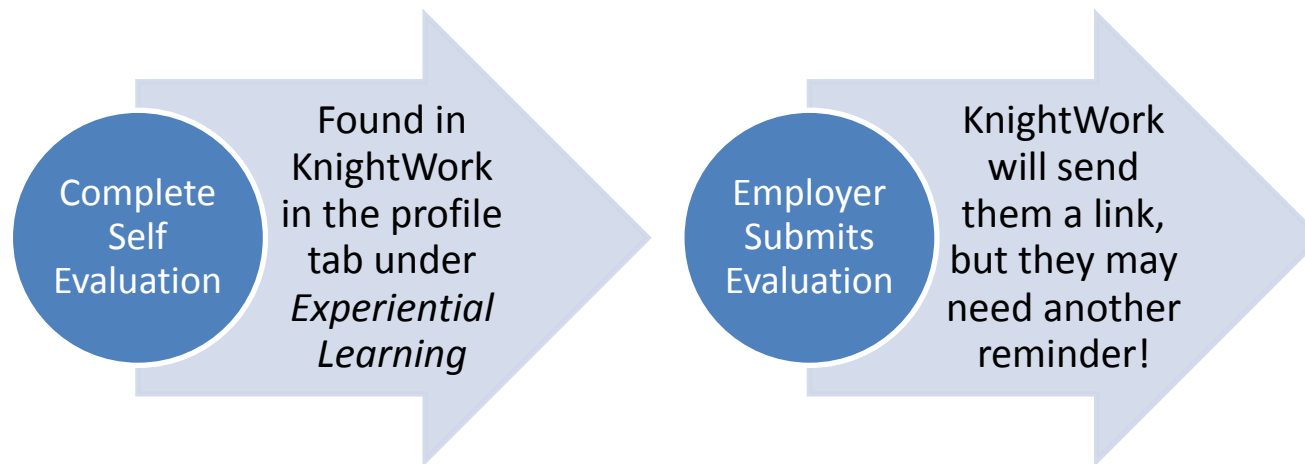 Complete
Self
Evaluation
Found in
KnightWork
in the profile
tab under
Experiential
Learning
Employer
Submits
Evaluation
KnightWork
will send
them a link,
but they may
need another
reminder!